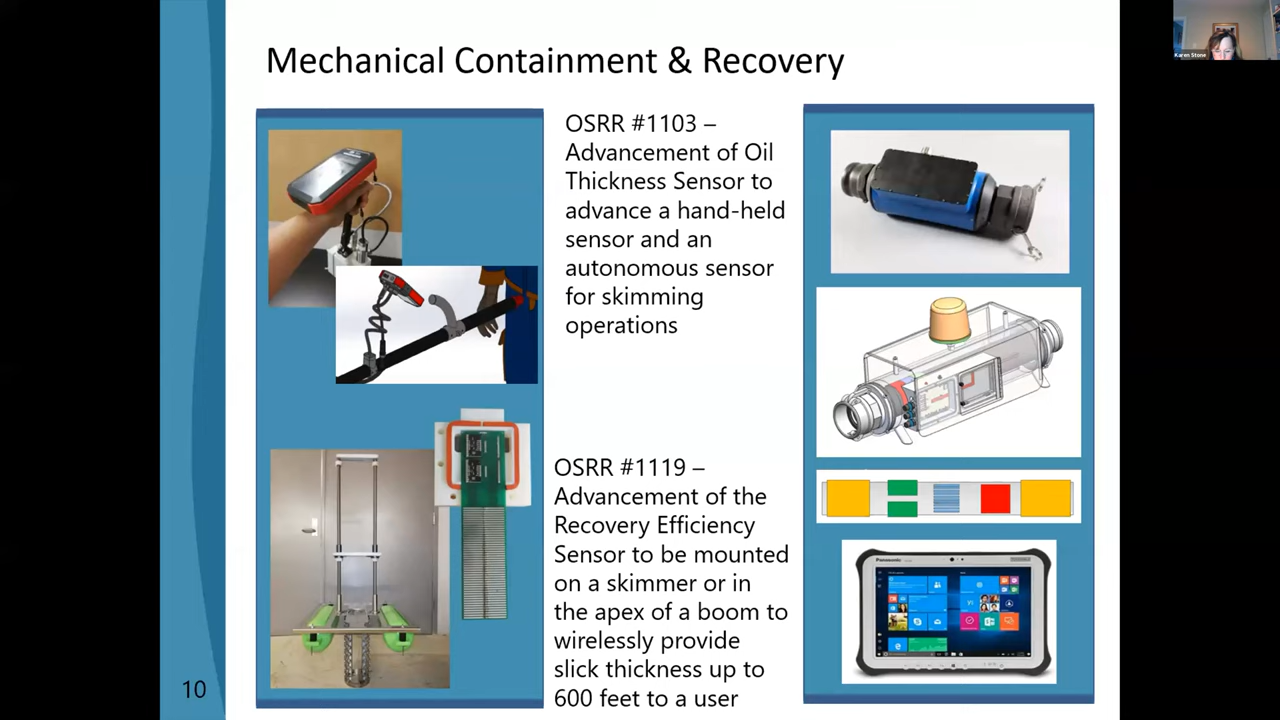 Mechanical Containment & Recovery
OSRR #1103 –
Advancement of Oil
Thickness Sensor to
advance a hand-held
sensor and an
autonomous sensor
for skimming
operations
OSRR #1119 –
Advancement of the
Recovery Efficiency
Sensor to be mounted
on a skimmer or in
the apex of a boom to
wirelessly provide
slick thickness up to
600 feet to a user
10
Karen Stone
Panasonic